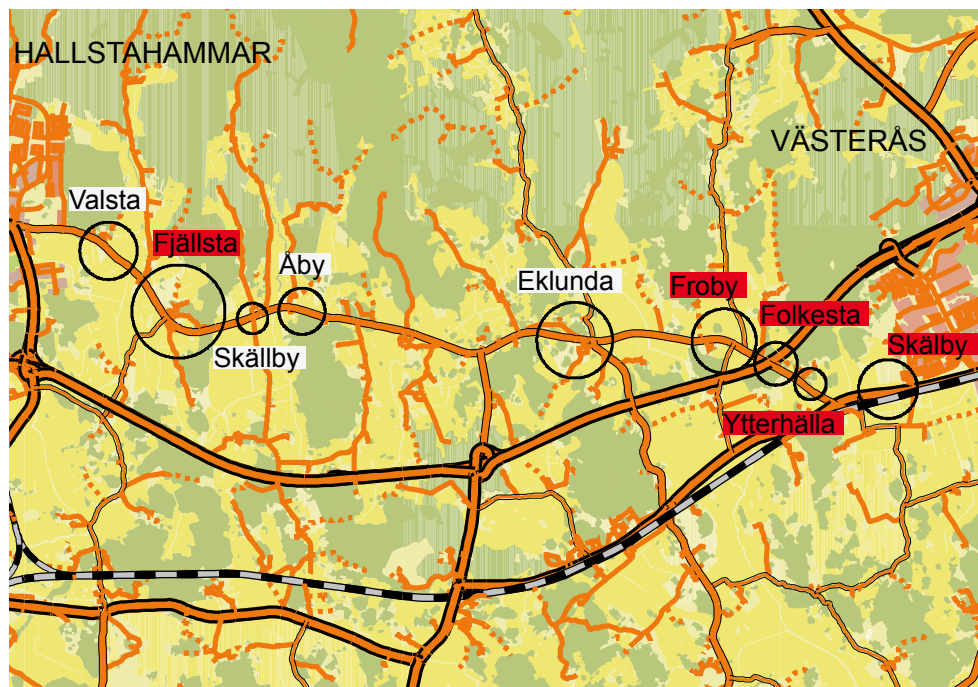 HALLSTAHAMMAR
VÄSTERÅS
Valsta
Fjällsta
Åby
Skällby
Eklunda
Froby
Folkesta
Skälby
Ytterhälla